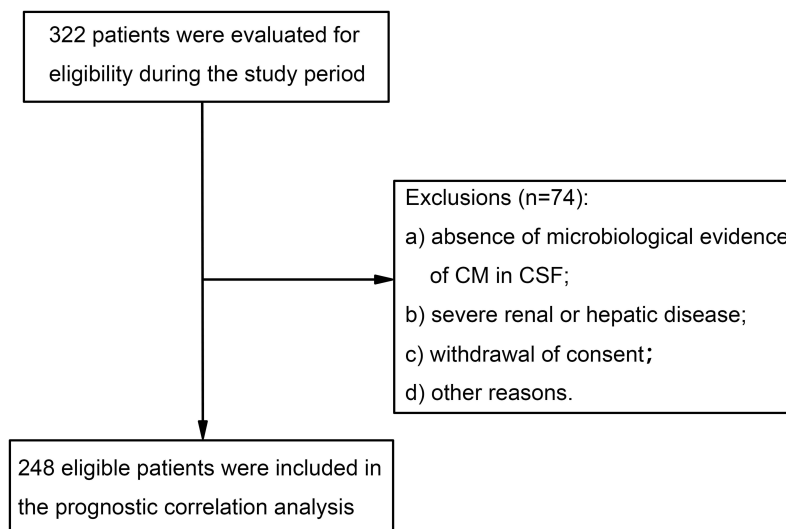 322 patients were evaluated for
eligibility during the study period
Exclusions (n=74):
a) absence of microbiological evidence
of CM in CSF;
b) severe renal or hepatic disease;
c) withdrawal of consent;
d) other reasons.
248 eligible patients were included in
the prognostic correlation analysis